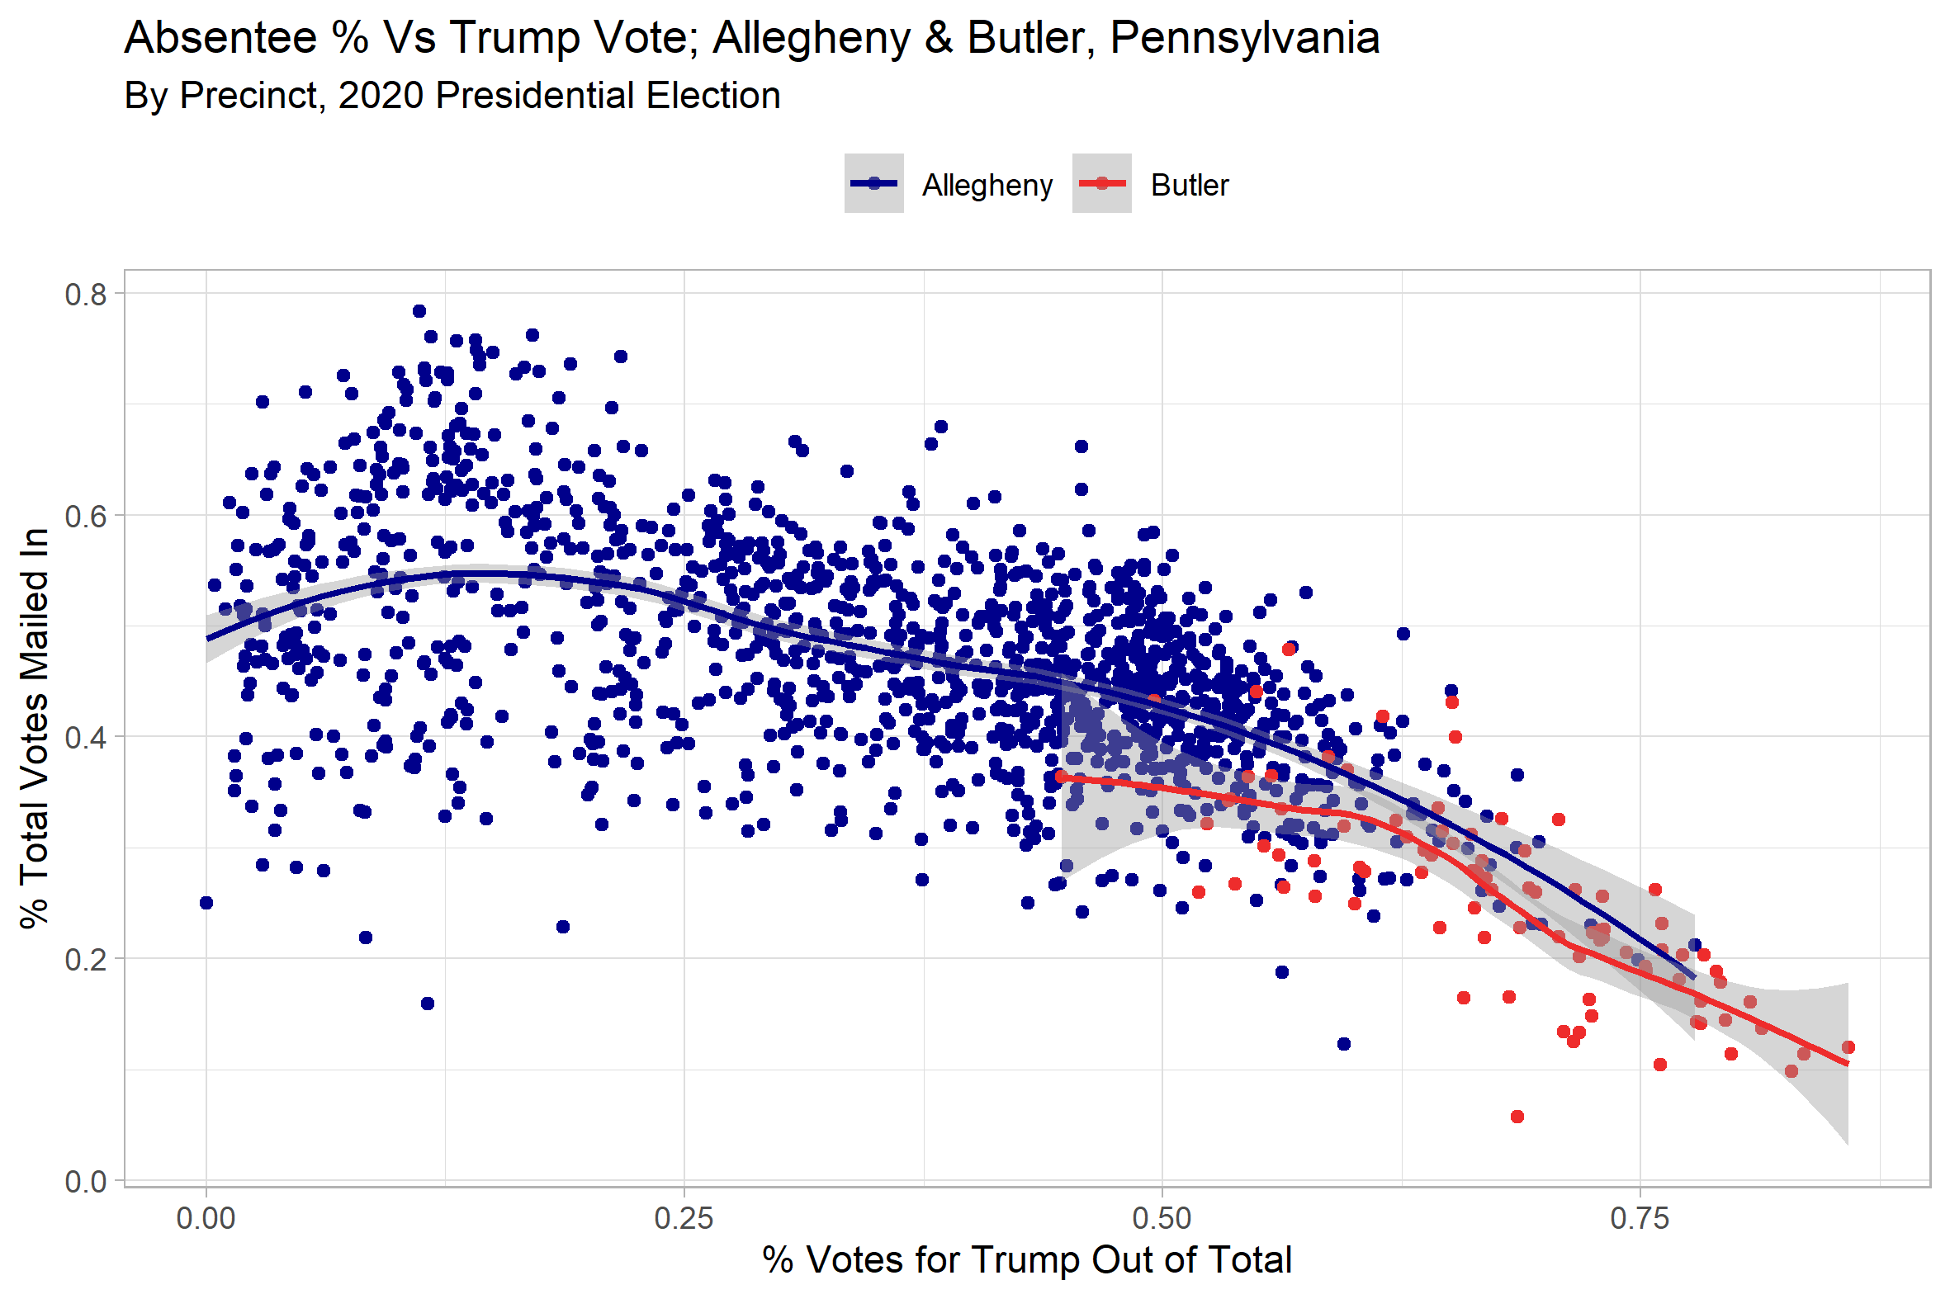 Absentee % Vs Trump Vote; Allegheny & Butler, Pennsylvania
By Precinct, 2020 Presidential Election
Allegheny
Butler
% Total Votes Mailed In
0.8
0.6
0.4
0.2
0.0
0.00
0.25
0.50
0.75
% Votes for Trump Out of Total